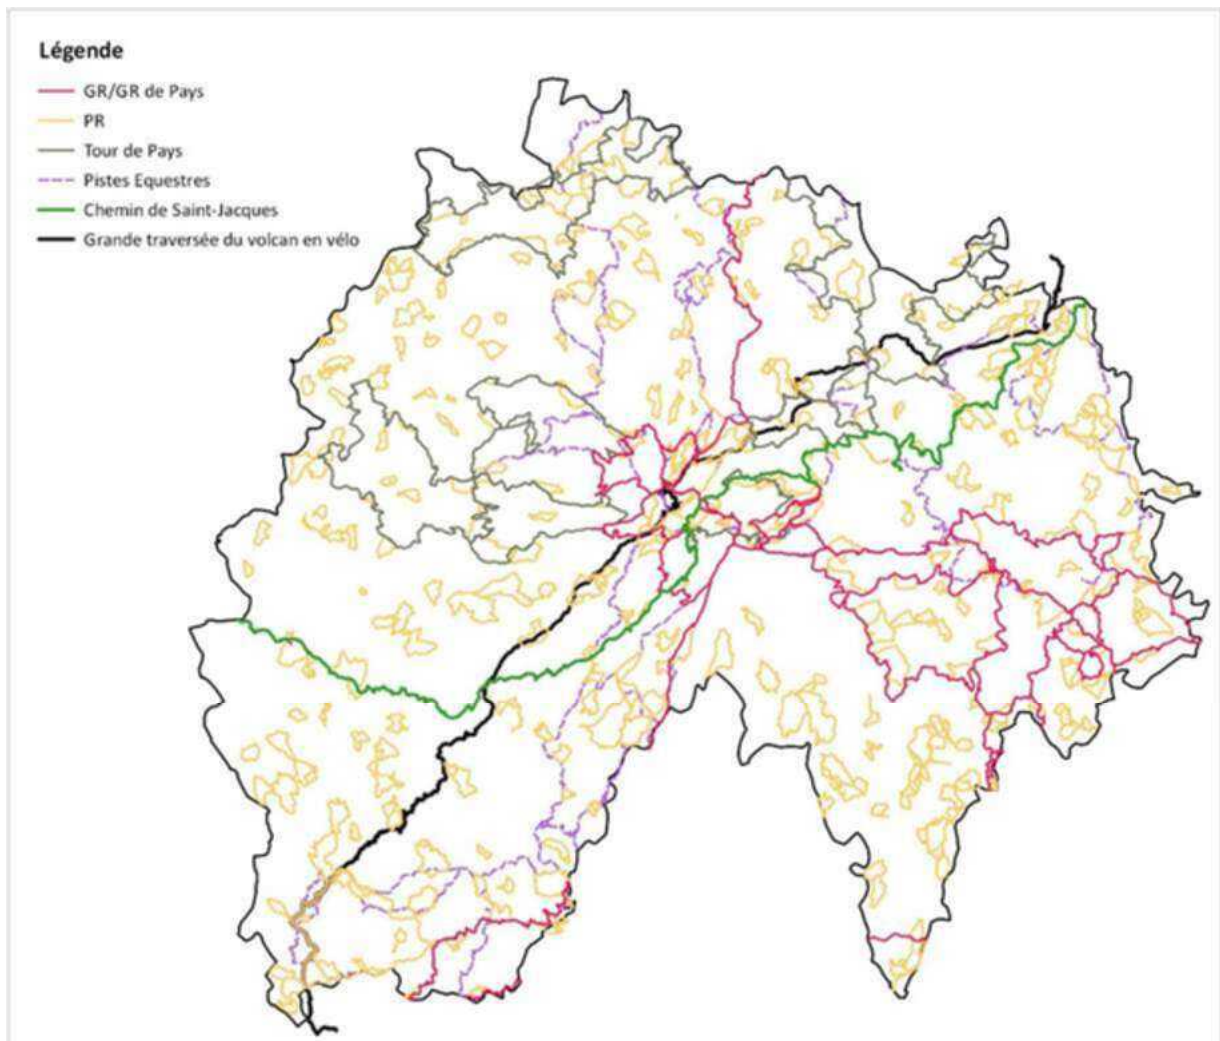 Légende
GR/GR de Pays
PR
Tour de Pays
Pistes Equestres
Chemin de Saint-Jacques
Grande traversée du volcan en vélo